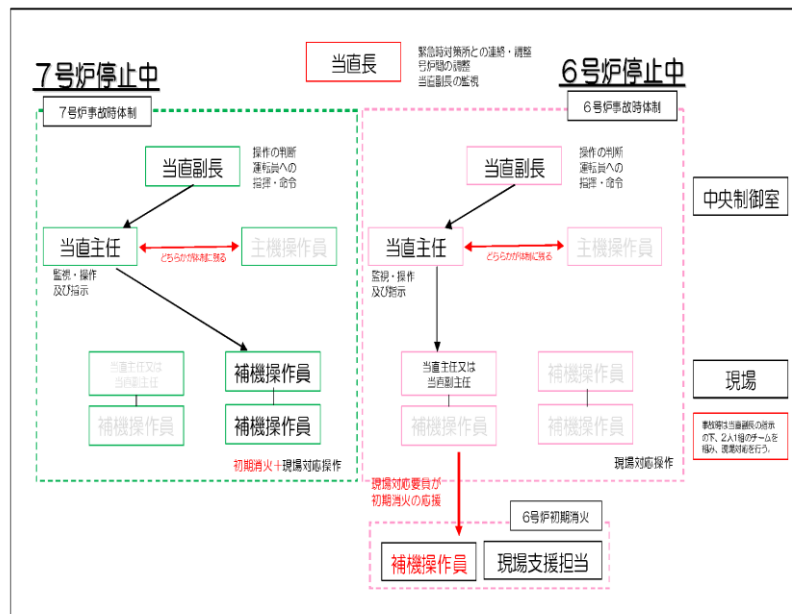 当直長
緊急時対策所との連絡・調整
号炉間の調整
当直副長の監視
7号炉停止中
6号炉停止中
7号炉事故時体制
6号炉事故時体制
当直副長
操作の判断
運転員への
指揮・命令
当直副長
操作の判断
運転員への
指揮・命令
中央制御室
当直主任
どちらかが体制に残る
主機操作員
監視・操作
及び指示
当直主任
どちらかが体制に残る
主機操作員
監視・操作
及び指示
当直主任又は
当直副主任
補機操作員
補機操作員
補機操作員
当直主任又は
当直副主任
補機操作員
補機操作員
補機操作員
現場
事故時は当直副長の指示
の下、2人1組のチームを
組み、現場対応を行う。
初期消火+現場対応操作
現場対応操作
現場対応要員が
初期消火の応援
6号炉初期消火
補機操作員
現場支援担当